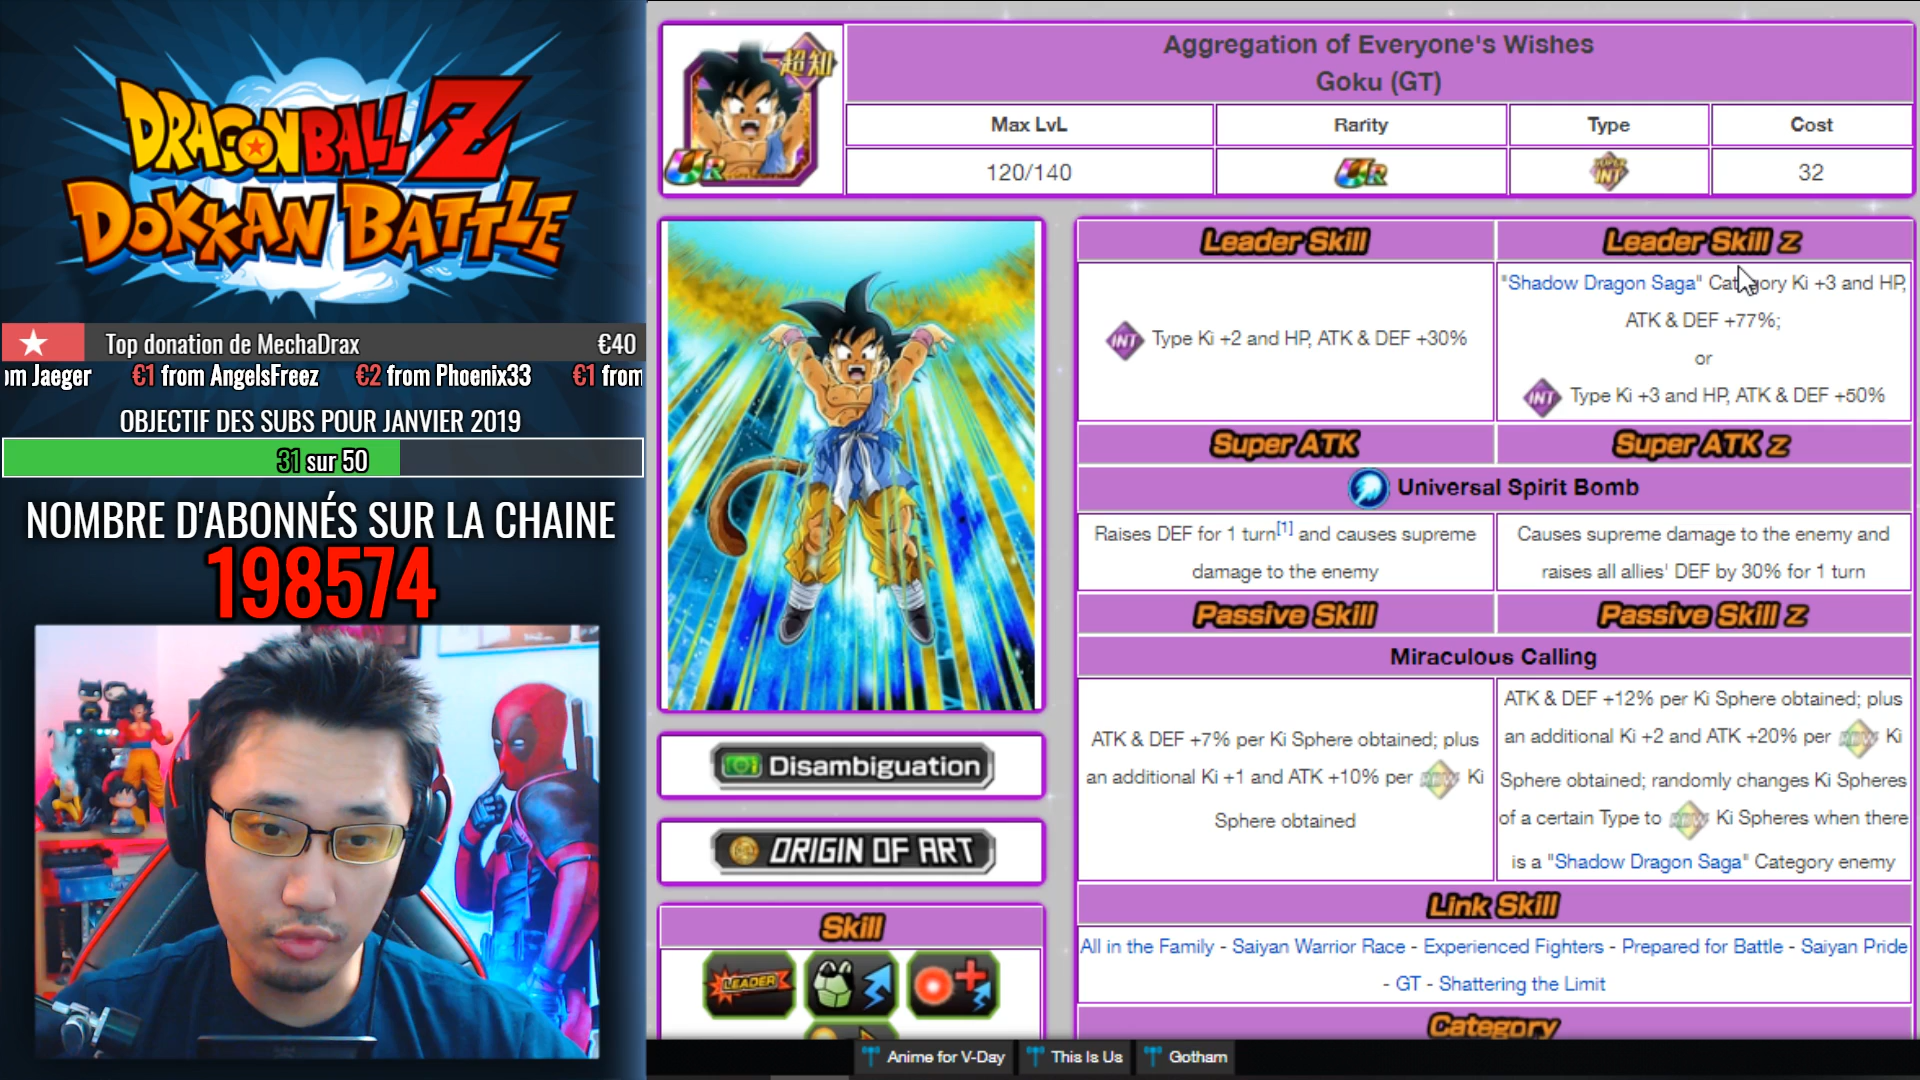 DRAGON BALL Z
DOKKAN BATTLE
Top donation de MechaDrax €40
om Jaeger €1 from AngelsFreez €2 from Phoenix33 €1 from
OBJECTIF DES SUBS POUR JANVIER 2019
31 sur 50
NOMBRE D'ABONNÉS SUR LA CHAINE
198574
超知
UR
Aggregation of Everyone's Wishes
Goku (GT)
Max LvL Rarity Type Cost
120/140 UR SUPER INT 32
Leader Skill Leader Skill Z
INT Type Ki +2 and HP, ATK & DEF +30%
"Shadow Dragon Saga" Category Ki +3 and HP,
ATK & DEF +77%;
or
INT Type Ki +3 and HP, ATK & DEF +50%
Super ATK Super ATK Z
Universal Spirit Bomb
Raises DEF for 1 turn[1] and causes supreme
damage to the enemy
Causes supreme damage to the enemy and
raises all allies' DEF by 30% for 1 turn
Passive Skill Passive Skill Z
Miraculous Calling
ATK & DEF +7% per Ki Sphere obtained; plus
an additional Ki +1 and ATK +10% per Ki
Sphere obtained
ATK & DEF +12% per Ki Sphere obtained; plus
an additional Ki +2 and ATK +20% per Ki
Sphere obtained; randomly changes Ki Spheres
of a certain Type to Ki Spheres when there
is a "Shadow Dragon Saga" Category enemy
Link Skill
All in the Family - Saiyan Warrior Race - Experienced Fighters - Prepared for Battle - Saiyan Pride
- GT - Shattering the Limit
Category
Disambiguation
ORIGIN OF ART
Skill
LEADER
Anime for V-Day This Is Us Gotham